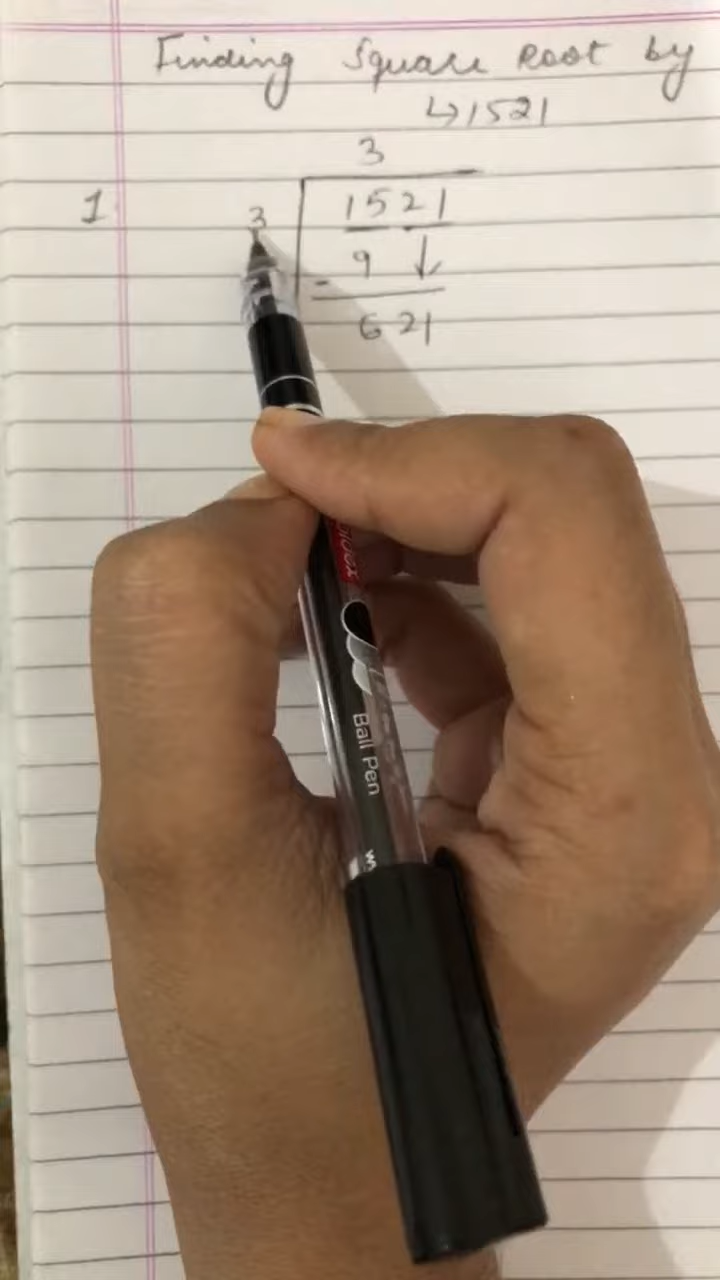 Finding Square Root by
↳1521
3
1. 3 1521
- 9 ↓
621
Ball Pen